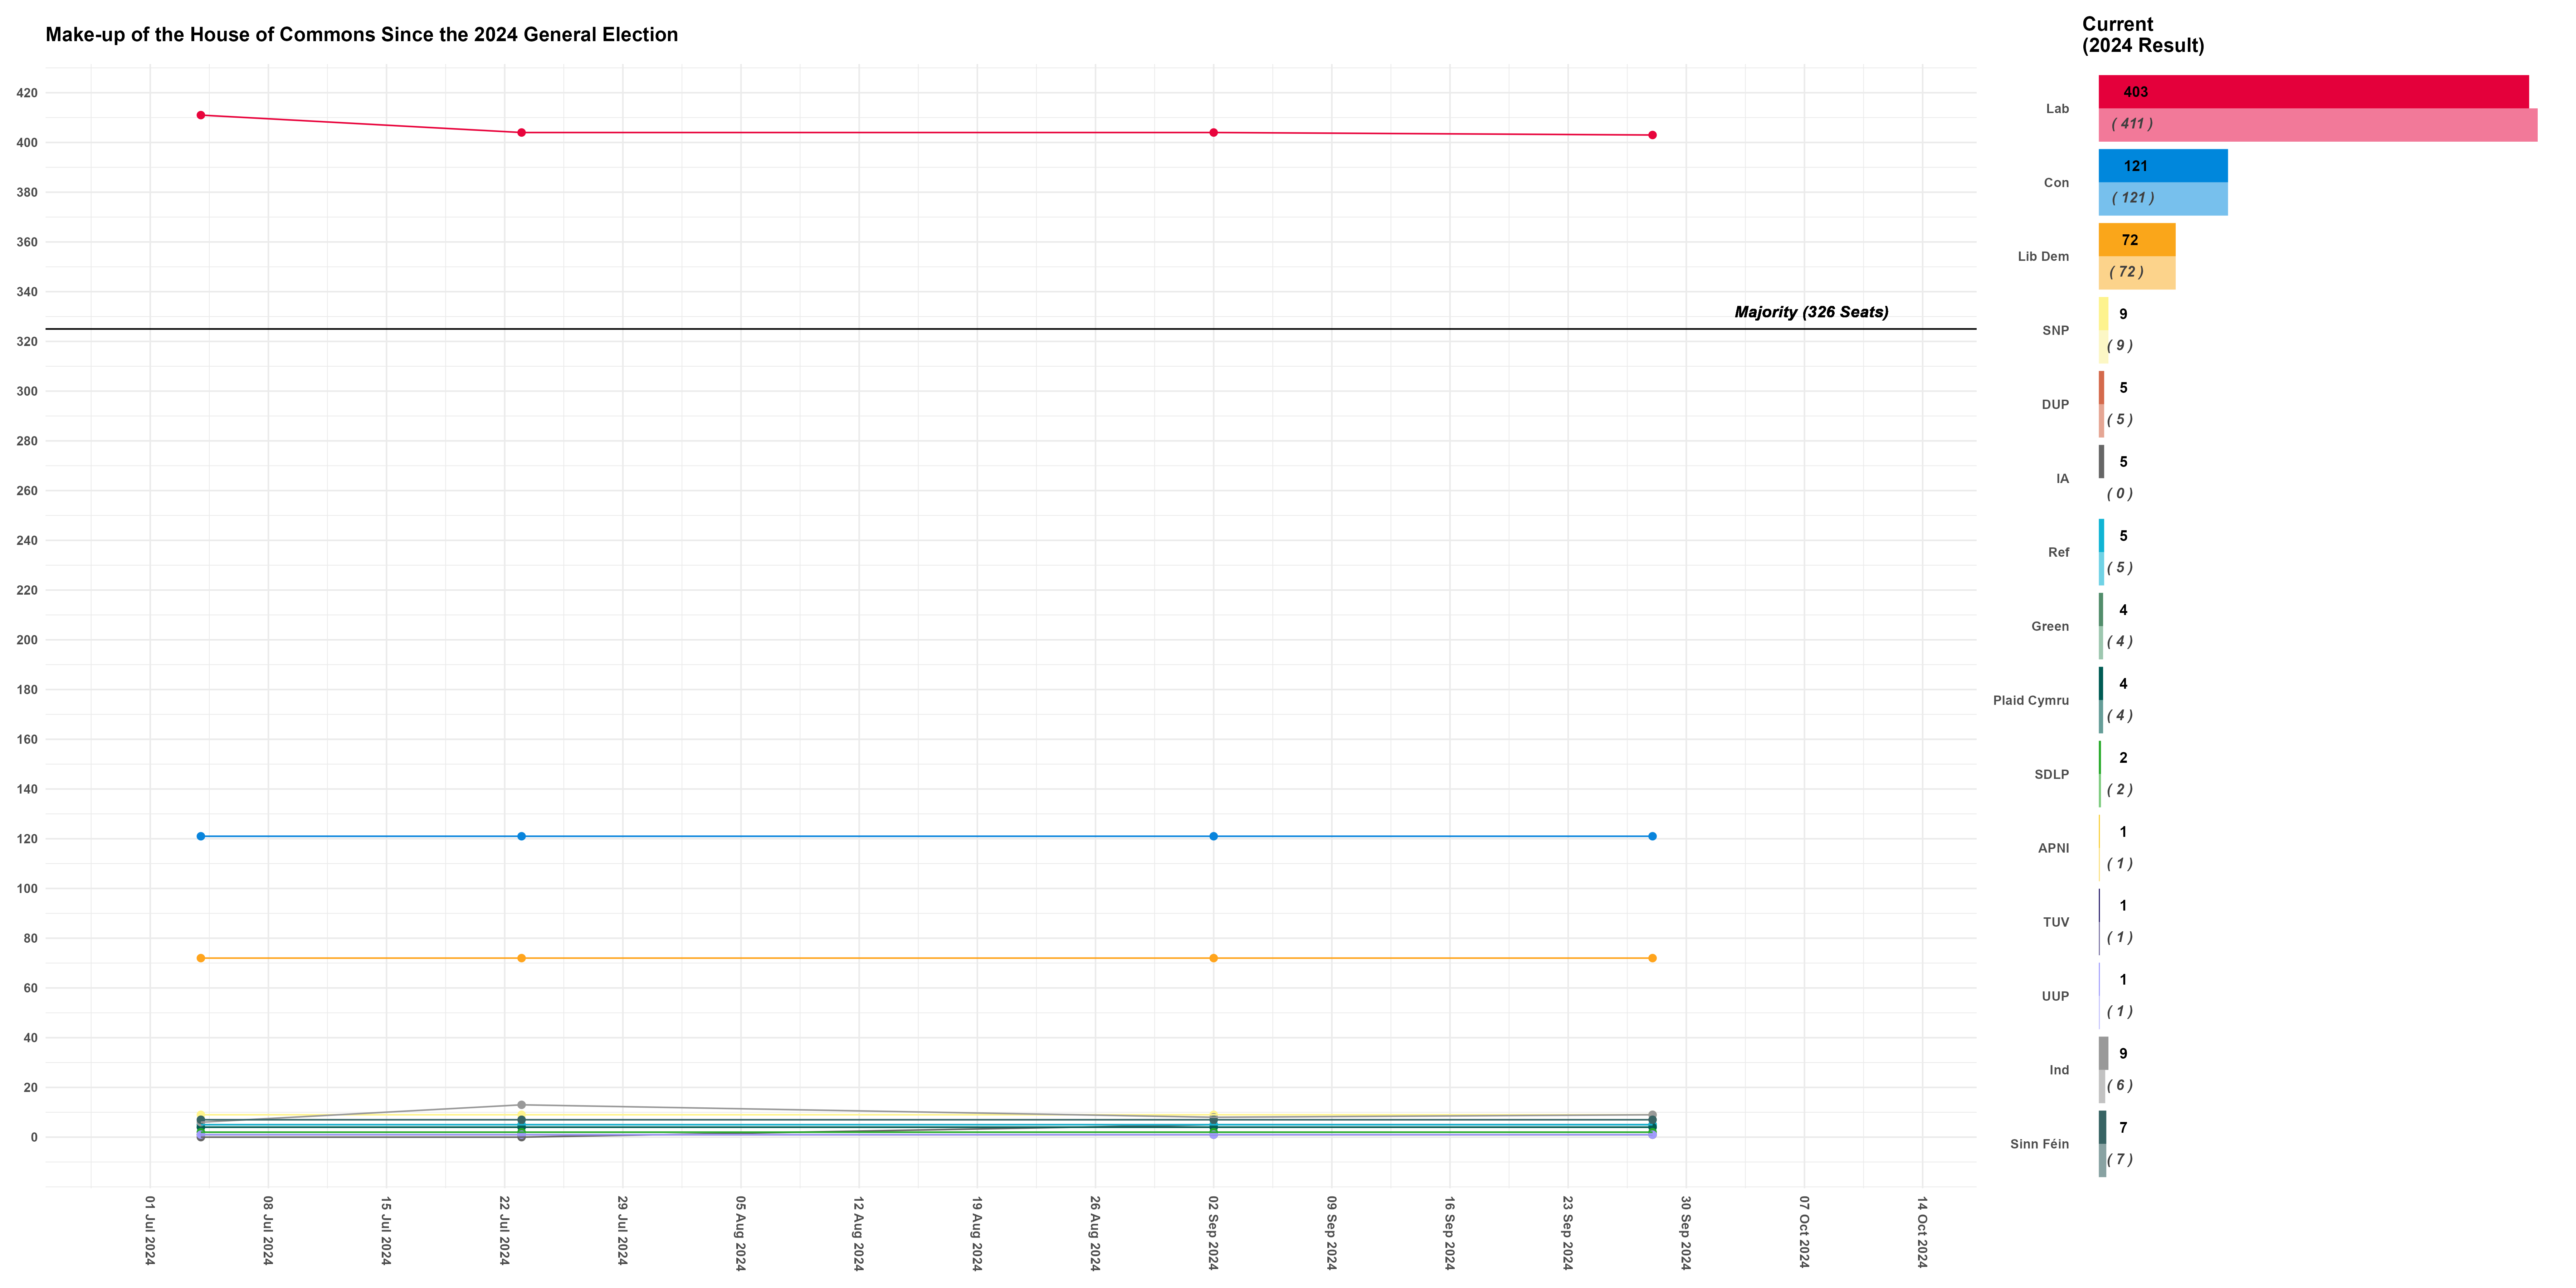 Make-up of the House of Commons Since the 2024 General Election
Current
(2024 Result)
420
400
380
360
340
320
300
280
260
240
220
200
180
160
140
120
100
80
60
40
20
0
Majority (326 Seats)
01 Jul 2024
08 Jul 2024
15 Jul 2024
22 Jul 2024
29 Jul 2024
05 Aug 2024
12 Aug 2024
19 Aug 2024
26 Aug 2024
02 Sep 2024
09 Sep 2024
16 Sep 2024
23 Sep 2024
30 Sep 2024
07 Oct 2024
14 Oct 2024
Lab
403
( 411 )
Con
121
( 121 )
Lib Dem
72
( 72 )
SNP
9
( 9 )
DUP
5
( 5 )
IA
5
( 0 )
Ref
5
( 5 )
Green
4
( 4 )
Plaid Cymru
4
( 4 )
SDLP
2
( 2 )
APNI
1
( 1 )
TUV
1
( 1 )
UUP
1
( 1 )
Ind
9
( 6 )
Sinn Féin
7
( 7 )